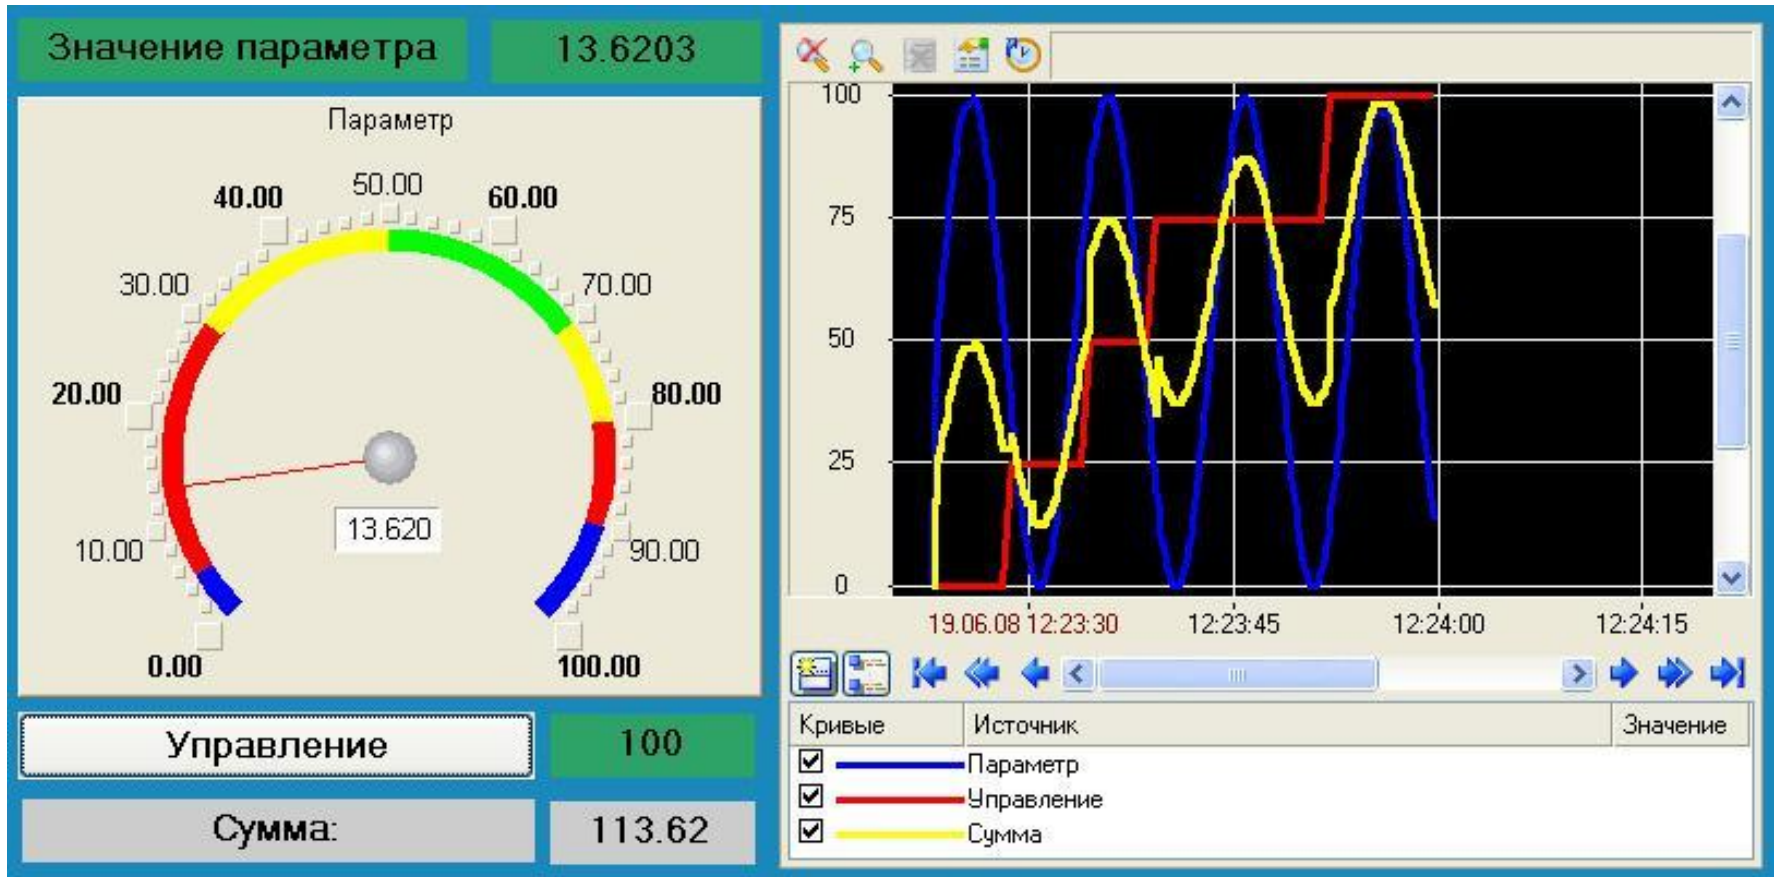 Значение параметра
13.6203
Параметр
50.00
40.00
60.00
30.00
70.00
20.00
80.00
13.620
10.00
90.00
0.00
100.00
Управление
100
Сумма:
113.62
100
75
50
25
0
19.06.08 12:23:30
12:23:45
12:24:00
12:24:15
Кривые
Источник
Значение
Параметр
Управление
Сумма